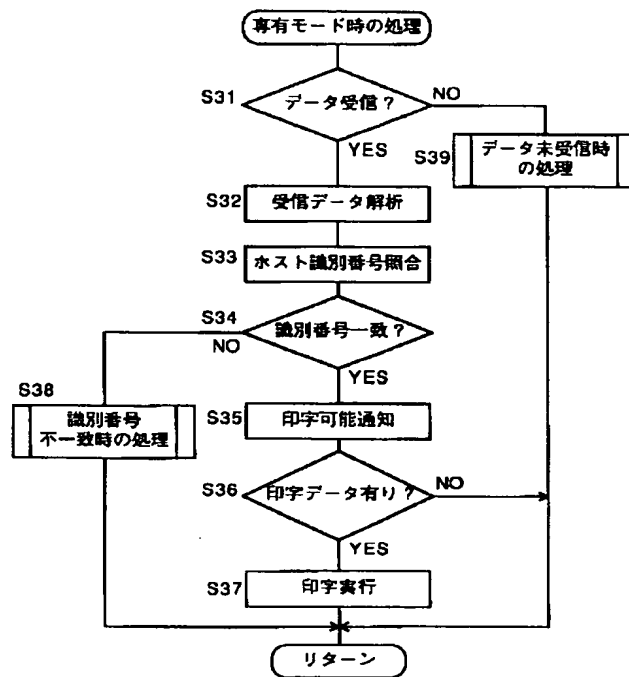 専有モード時の処理
S31
データ受信?
NO
YES
S39
データ未受信時
の処理
S32
受信データ解析
S33
ホスト識別番号照合
S34
識別番号一致?
NO
YES
S38
識別番号
不一致時の処理
S35
印字可能通知
S36
印字データ有り?
NO
YES
S37
印字実行
リターン